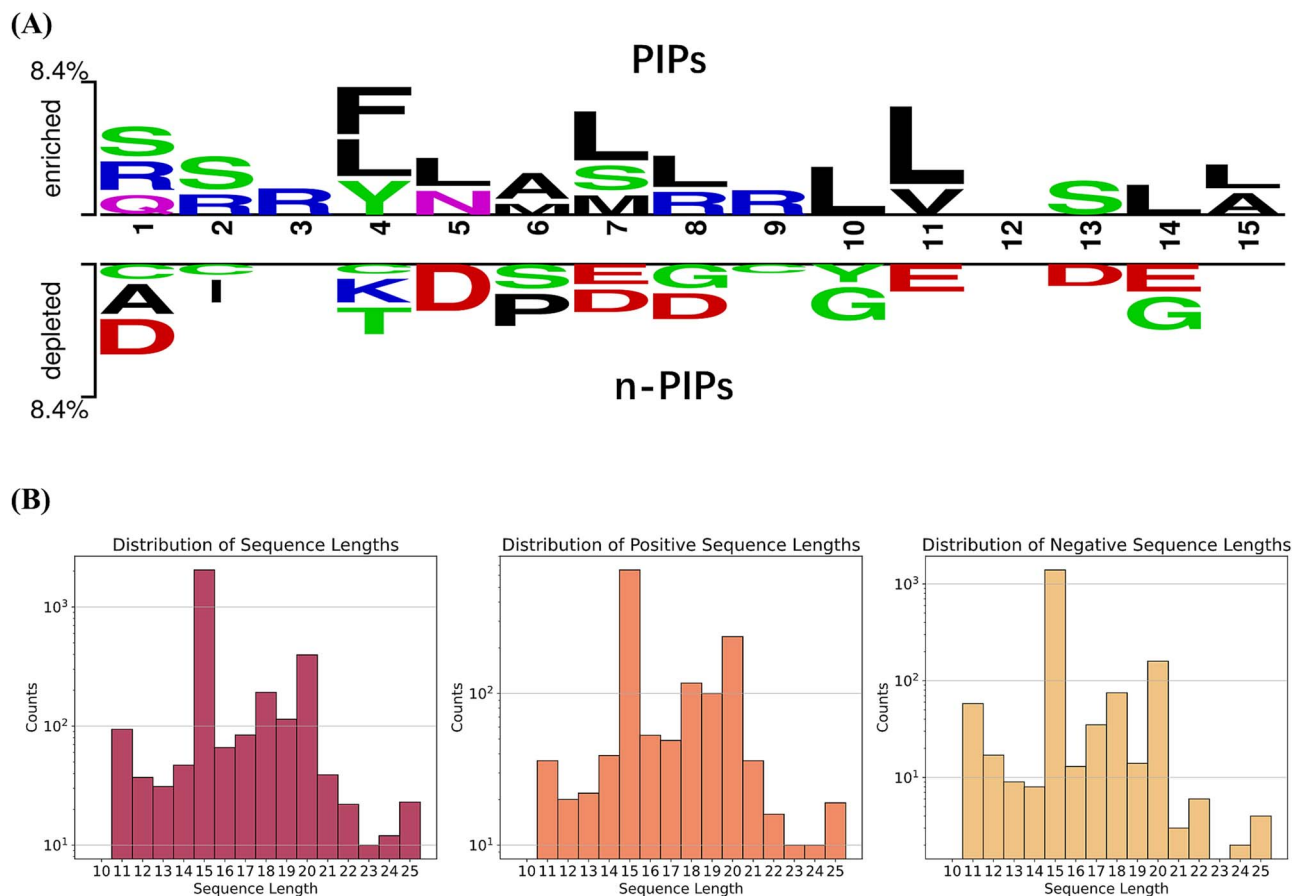 (A)
PIPs
8.4%
enriched
S R Q
S R
R
F L Y
L N
A M
L S M
L R
R
L
L V
S
L
L A
1 2 3 4 5 6 7 8 9 10 11 12 13 14 15
C A D
C I
C K T
D
S P
E D
G D
C
Y G
E
D
E G
depleted
8.4%
n-PIPs
(B)
Distribution of Sequence Lengths
Counts
10³
10²
10¹
10 11 12 13 14 15 16 17 18 19 20 21 22 23 24 25
Sequence Length
Distribution of Positive Sequence Lengths
Counts
10²
10¹
10 11 12 13 14 15 16 17 18 19 20 21 22 23 24 25
Sequence Length
Distribution of Negative Sequence Lengths
Counts
10³
10²
10¹
10 11 12 13 14 15 16 17 18 19 20 21 22 23 24 25
Sequence Length